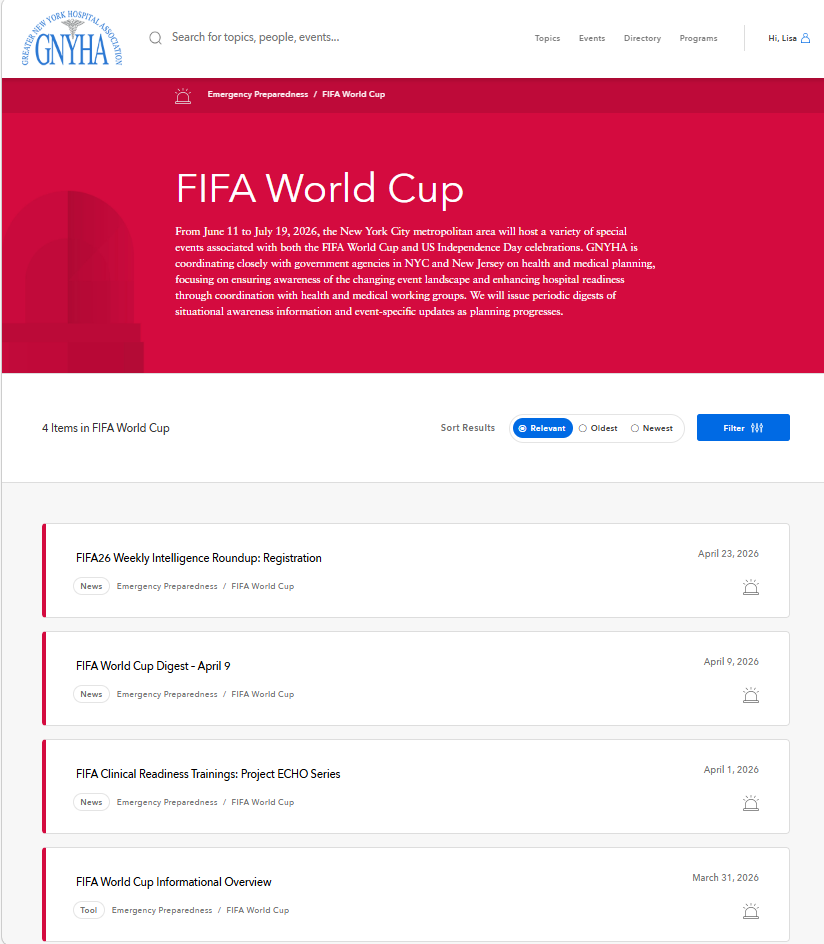 GREATER NEW YORK HOSPITAL ASSOCIATION
GNYHA
Search for topics, people, events...
Topics
Events
Directory
Programs
Hi, Lisa
Emergency Preparedness / FIFA World Cup
FIFA World Cup
From June 11 to July 19, 2026, the New York City metropolitan area will host a variety of special
events associated with both the FIFA World Cup and US Independence Day celebrations. GNYHA is
coordinating closely with government agencies in NYC and New Jersey on health and medical planning,
focusing on ensuring awareness of the changing event landscape and enhancing hospital readiness
through coordination with health and medical working groups. We will issue periodic digests of
situational awareness information and event-specific updates as planning progresses.
4 Items in FIFA World Cup
Sort Results
Relevant
Oldest
Newest
Filter
FIFA26 Weekly Intelligence Roundup: Registration
April 23, 2026
News
Emergency Preparedness / FIFA World Cup
FIFA World Cup Digest – April 9
April 9, 2026
News
Emergency Preparedness / FIFA World Cup
FIFA Clinical Readiness Trainings: Project ECHO Series
April 1, 2026
News
Emergency Preparedness / FIFA World Cup
FIFA World Cup Informational Overview
March 31, 2026
Tool
Emergency Preparedness / FIFA World Cup